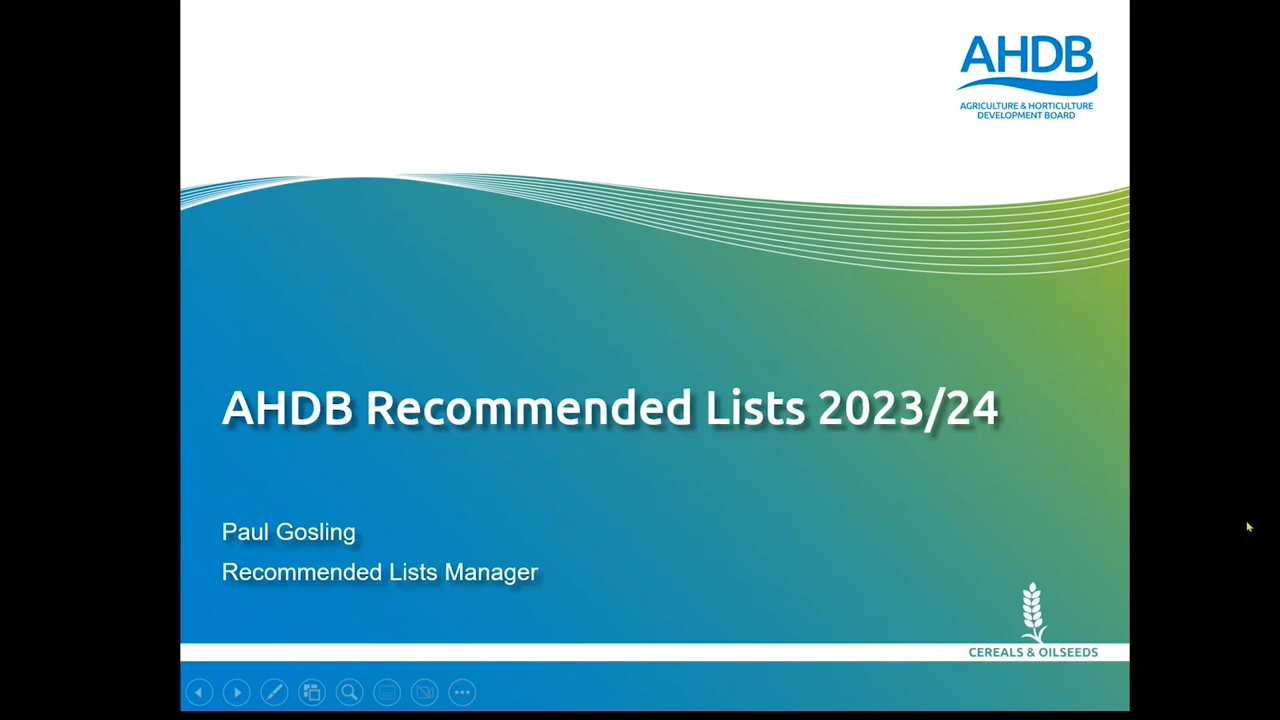 AHDB
AGRICULTURE & HORTICULTURE
DEVELOPMENT BOARD
AHDB Recommended Lists 2023/24
Paul Gosling
Recommended Lists Manager
CEREALS & OILSEEDS